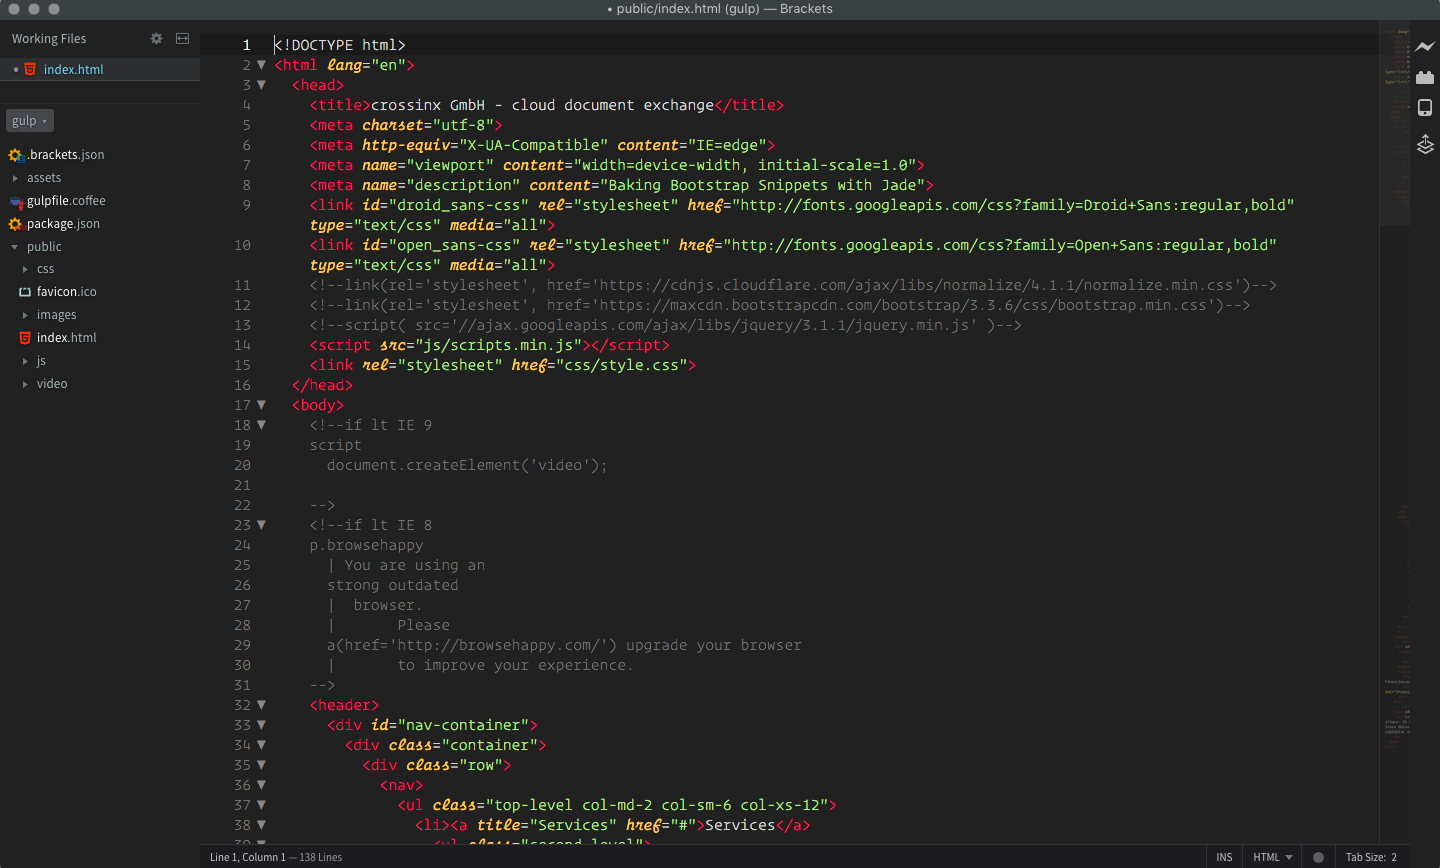 • public/index.html (gulp) — Brackets
Working Files
• index.html
gulp
.brackets.json
assets
gulpfile.coffee
package.json
public
css
favicon.ico
images
index.html
js
video
1 <!DOCTYPE html>
2 <html lang="en">
3 <head>
4 <title>crossinx GmbH - cloud document exchange</title>
5 <meta charset="utf-8">
6 <meta http-equiv="X-UA-Compatible" content="IE=edge">
7 <meta name="viewport" content="width=device-width, initial-scale=1.0">
8 <meta name="description" content="Baking Bootstrap Snippets with Jade">
9 <link id="droid_sans-css" rel="stylesheet" href="http://fonts.googleapis.com/css?family=Droid+Sans:regular,bold"
type="text/css" media="all">
10 <link id="open_sans-css" rel="stylesheet" href="http://fonts.googleapis.com/css?family=Open+Sans:regular,bold"
type="text/css" media="all">
11 <!--link(rel='stylesheet', href='https://cdnjs.cloudflare.com/ajax/libs/normalize/4.1.1/normalize.min.css')-->
12 <!--link(rel='stylesheet', href='https://maxcdn.bootstrapcdn.com/bootstrap/3.3.6/css/bootstrap.min.css')-->
13 <!--script( src='//ajax.googleapis.com/ajax/libs/jquery/3.1.1/jquery.min.js' )-->
14 <script src="js/scripts.min.js"></script>
15 <link rel="stylesheet" href="css/style.css">
16 </head>
17 <body>
18 <!--if lt IE 9
19 script
20 document.createElement('video');
21
22 -->
23 <!--if lt IE 8
24 p.browsehappy
25 | You are using an
26 strong outdated
27 | browser.
28 | Please
29 a(href='http://browsehappy.com/') upgrade your browser
30 | to improve your experience.
31 -->
32 <header>
33 <div id="nav-container">
34 <div class="container">
35 <div class="row">
36 <nav>
37 <ul class="top-level col-md-2 col-sm-6 col-xs-12">
38 <li><a title="Services" href="#">Services</a>
39 <ul class="second-level">
Line 1, Column 1 — 138 Lines
INS
HTML
Tab Size: 2